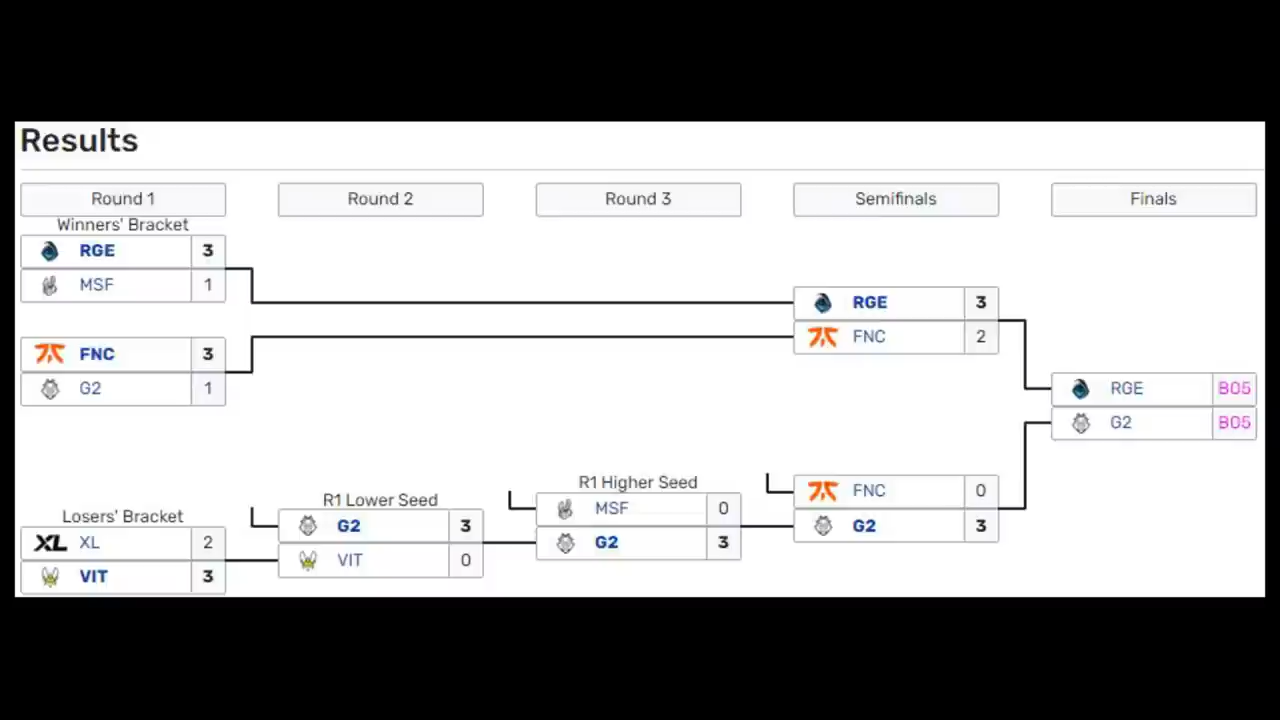 Results
Round 1
Round 2
Round 3
Semifinals
Finals
Winners' Bracket
RGE 3
MSF 1
FNC 3
G2 1
RGE 3
FNC 2
RGE BO5
G2 BO5
Losers' Bracket
XL XL 2
VIT 3
R1 Lower Seed
G2 3
VIT 0
R1 Higher Seed
MSF 0
G2 3
FNC 0
G2 3